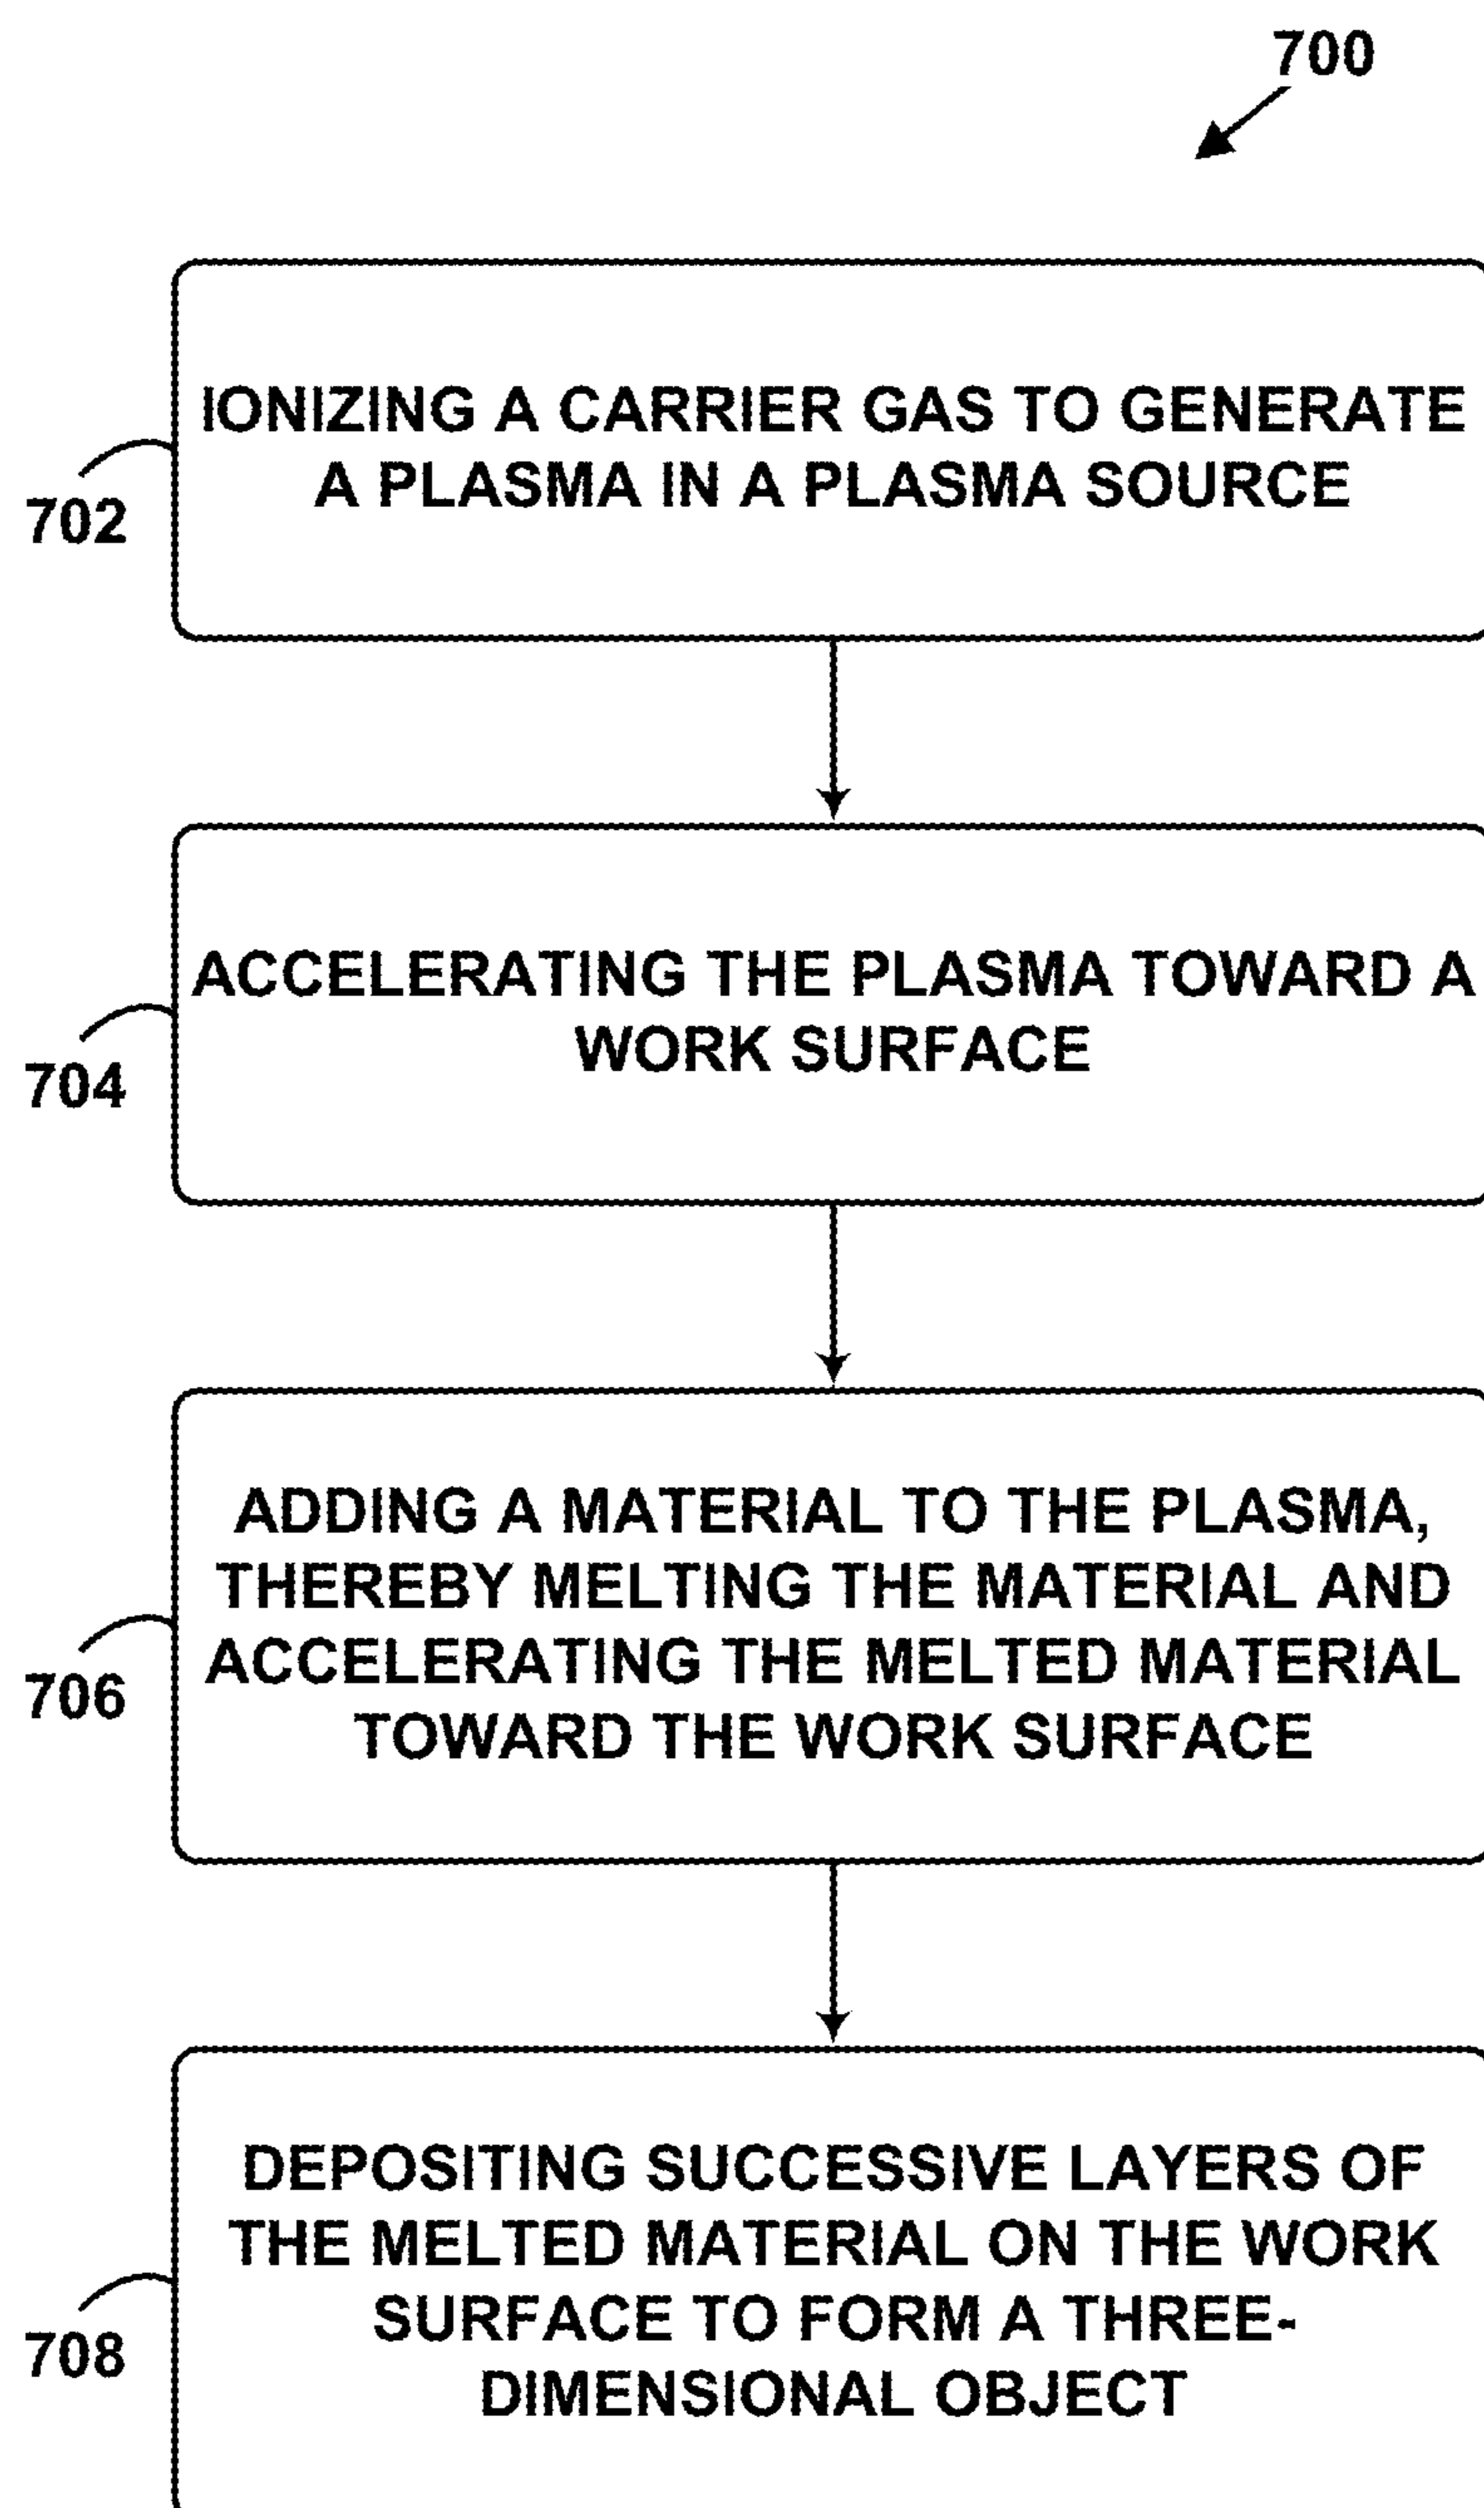 700
IONIZING A CARRIER GAS TO GENERATE
A PLASMA IN A PLASMA SOURCE
702
ACCELERATING THE PLASMA TOWARD A
WORK SURFACE
704
ADDING A MATERIAL TO THE PLASMA,
THEREBY MELTING THE MATERIAL AND
ACCELERATING THE MELTED MATERIAL
TOWARD THE WORK SURFACE
706
DEPOSITING SUCCESSIVE LAYERS OF
THE MELTED MATERIAL ON THE WORK
SURFACE TO FORM A THREE-
DIMENSIONAL OBJECT
708